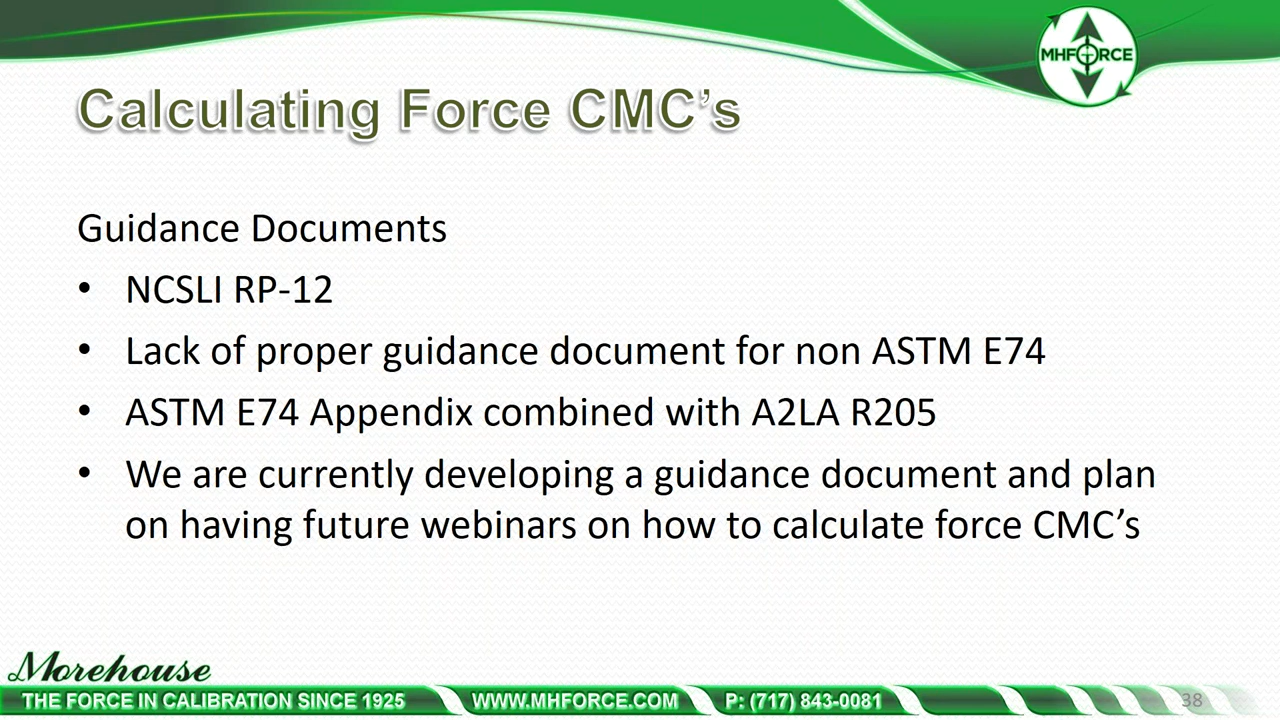 MHFORCE
Calculating Force CMC’s
Guidance Documents
• NCSLI RP-12
• Lack of proper guidance document for non ASTM E74
• ASTM E74 Appendix combined with A2LA R205
• We are currently developing a guidance document and plan
on having future webinars on how to calculate force CMC’s
Morehouse
THE FORCE IN CALIBRATION SINCE 1925 WWW.MHFORCE.COM P: (717) 843-0081 38